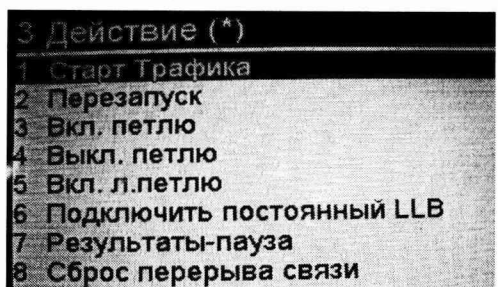 3 Действие (*)
1 Старт Трафика
2 Перезапуск
3 Вкл. петлю
4 Выкл. петлю
5 Вкл. л.петлю
6 Подключить постоянный LLB
7 Результаты-пауза
8 Сброс перерыва связи